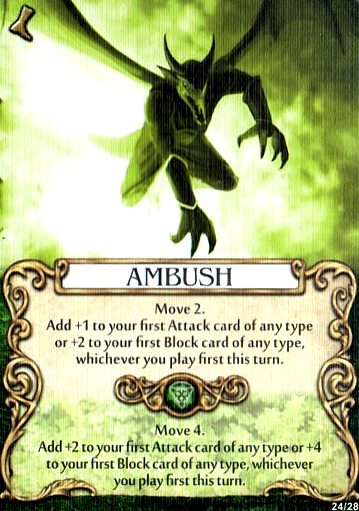 AMBUSH
Move 2.
Add +1 to your first Attack card of any type
or +2 to your first Block card of any type,
whichever you play first this turn.
Move 4.
Add +2 to your first Attack card of any type or +4
to your first Block card of any type, whichever
you play first this turn.
24/28